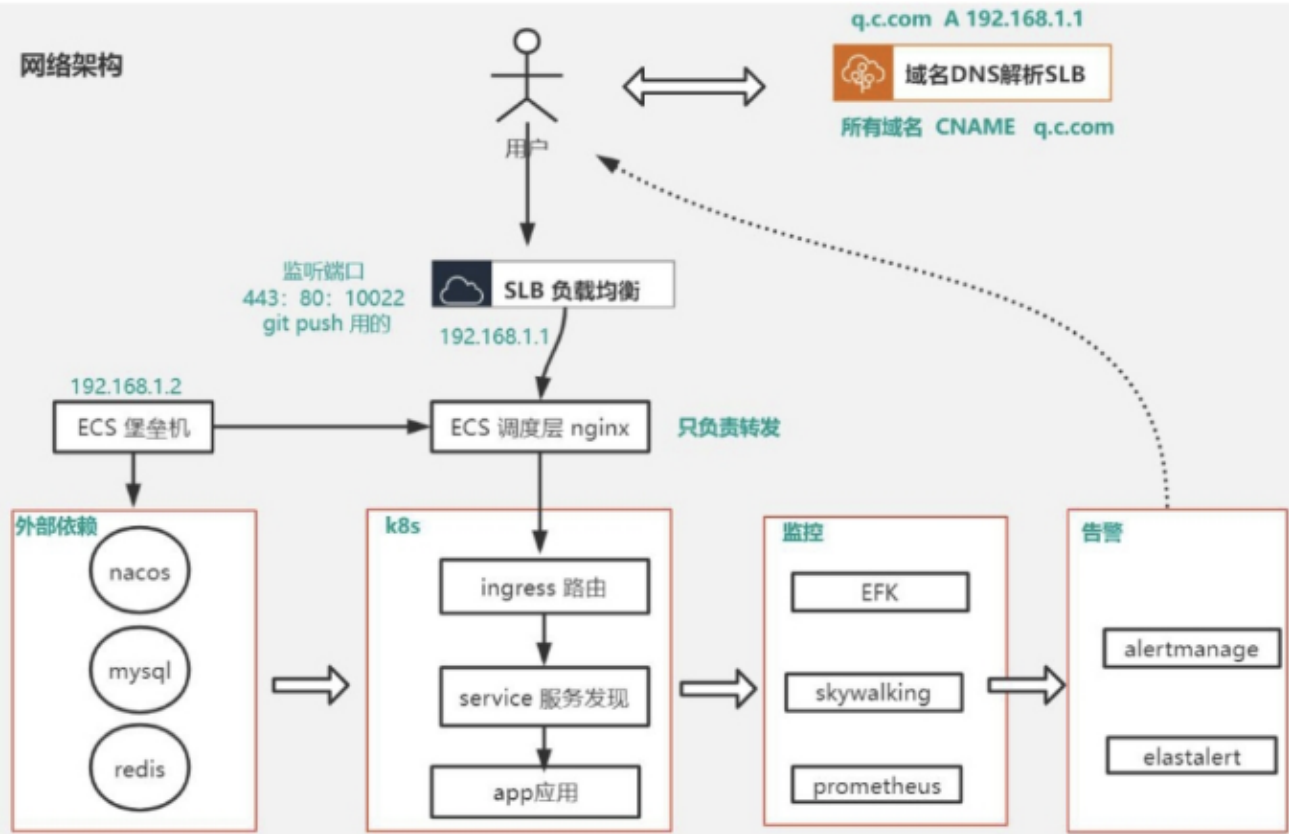 q.c.com A 192.168.1.1
网络架构
域名DNS解析SLB
所有域名 CNAME q.c.com
用户
监听端口
443：80：10022
git push 用的
SLB 负载均衡
192.168.1.1
192.168.1.2
ECS 堡垒机
ECS 调度层 nginx
只负责转发
外部依赖
nacos
mysql
redis
k8s
ingress 路由
service 服务发现
app应用
监控
EFK
skywalking
prometheus
告警
alertmanage
elastalert